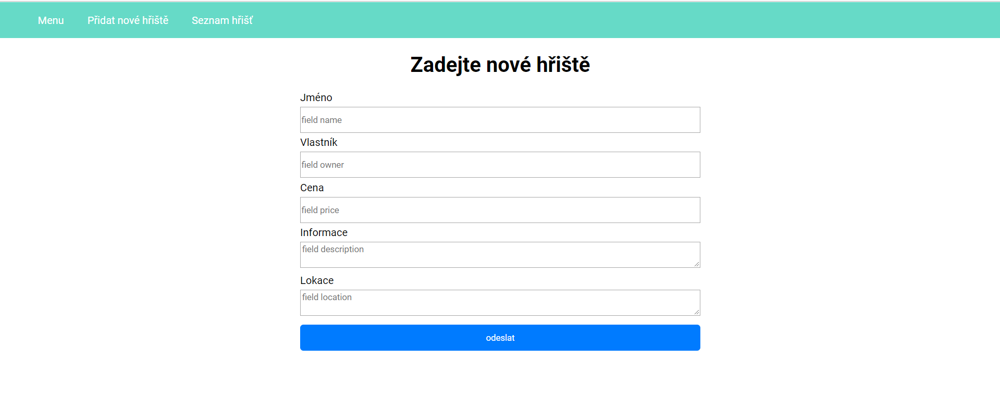 Menu Přidat nové hřiště Seznam hřišť
Zadejte nové hřiště
Jméno
field name
Vlastník
field owner
Cena
field price
Informace
field description
Lokace
field location
odeslat